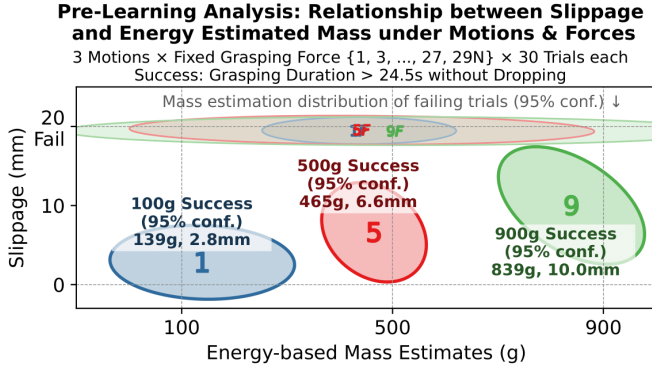 Pre-Learning Analysis: Relationship between Slippage
and Energy Estimated Mass under Motions & Forces
3 Motions × Fixed Grasping Force {1, 3, ..., 27, 29N} × 30 Trials each
Success: Grasping Duration > 24.5s without Dropping
Mass estimation distribution of failing trials (95% conf.) ↓
20
Fail
10
0
Slippage (mm)
5F
9F
500g Success
(95% conf.)
465g, 6.6mm
5
100g Success
(95% conf.)
139g, 2.8mm
1
9
900g Success
(95% conf.)
839g, 10.0mm
100
500
900
Energy-based Mass Estimates (g)